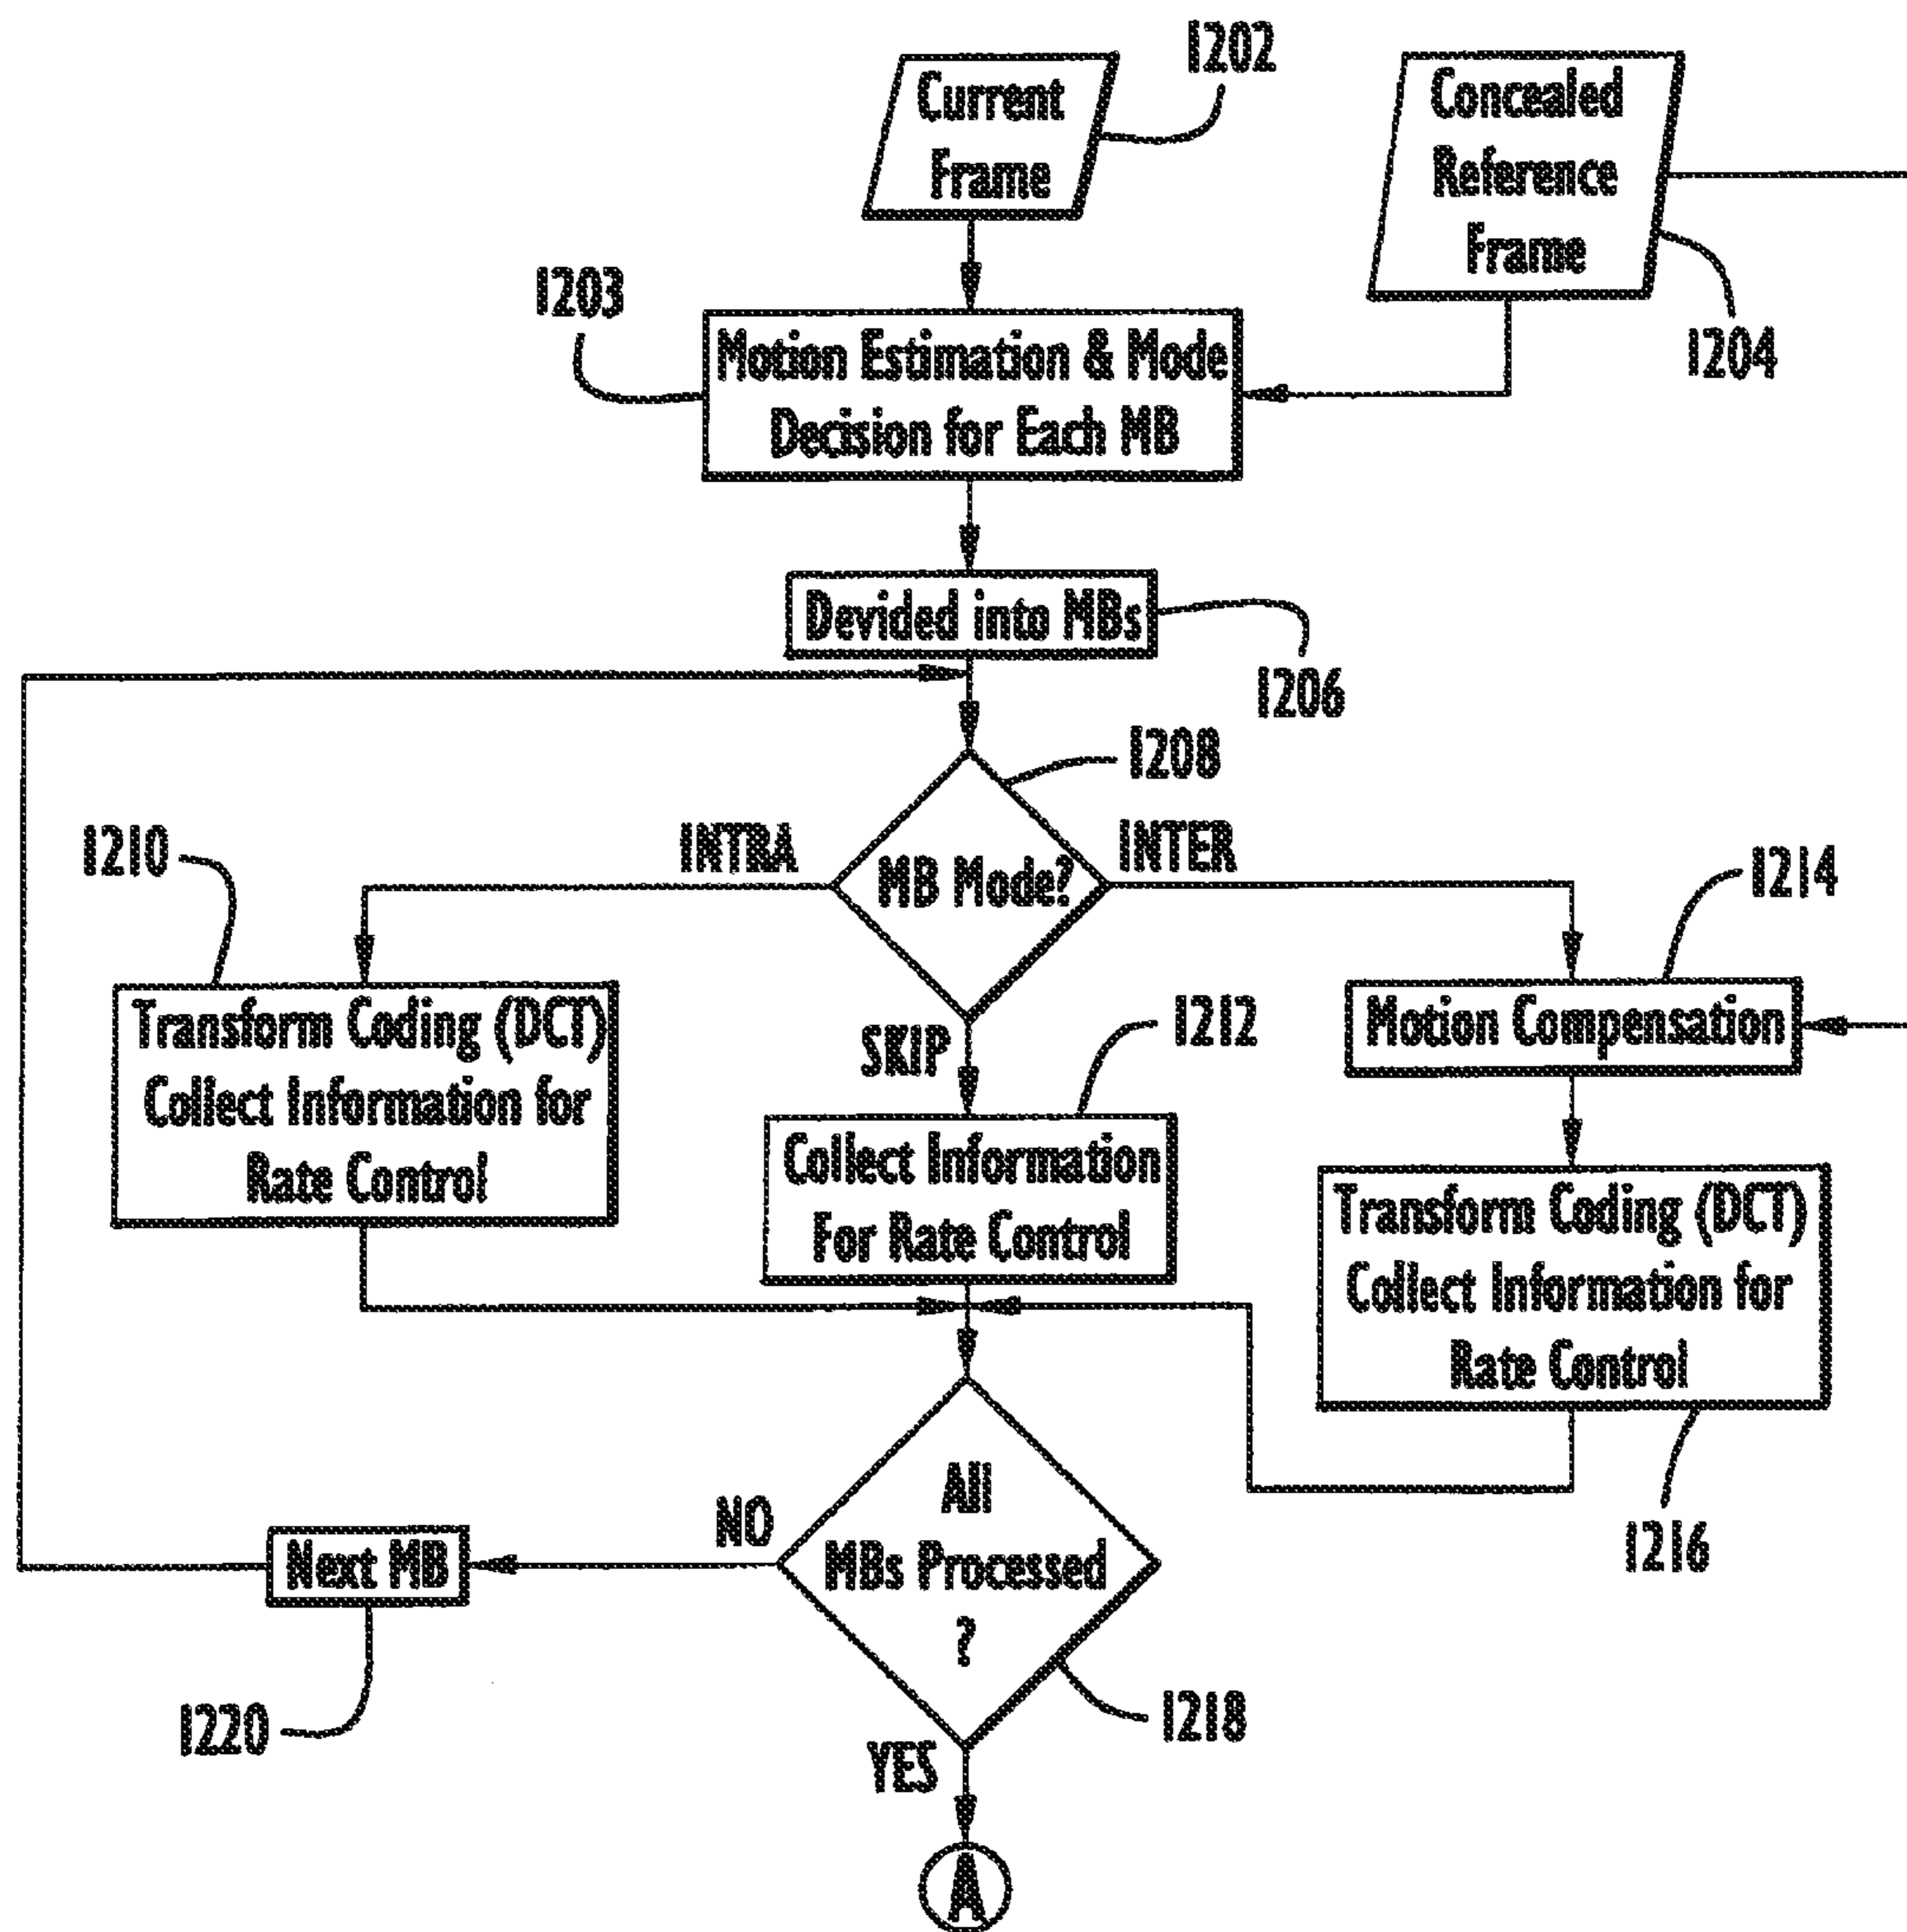 1202
Current
Frame
Concealed
Reference
Frame
1203
1204
Motion Estimation & Mode
Decision for Each MB
Devided into MBs
1206
1208
INTRA
INTER
MB Mode?
1210
1214
Transform Coding (DCT)
Collect Information for
Rate Control
SKIP
1212
Motion Compensation
Collect Information
For Rate Control
Transform Coding (DCT)
Collect Information for
Rate Control
1216
All
MBs Processed
?
NO
Next MB
1220
1218
YES
A